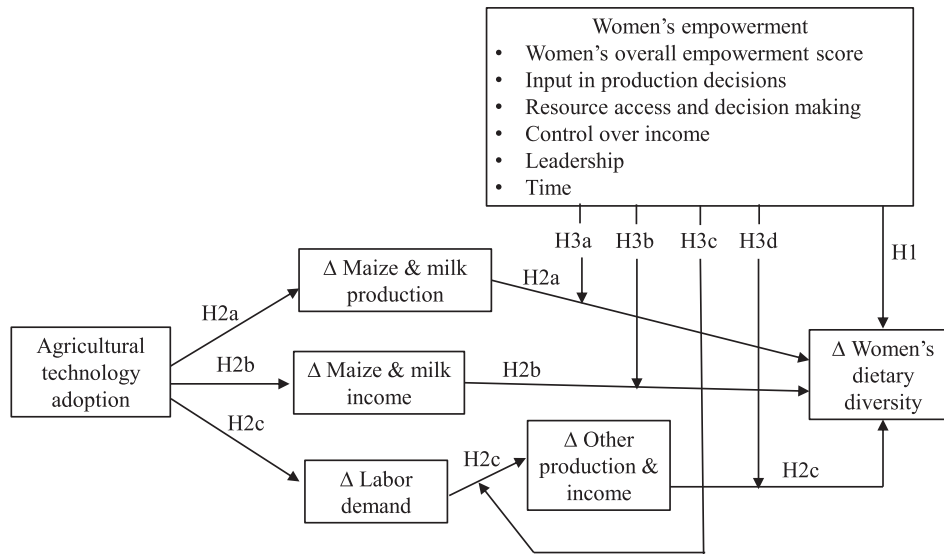 Women's empowerment
• Women's overall empowerment score
• Input in production decisions
• Resource access and decision making
• Control over income
• Leadership
• Time
H3a
H3b
H3c
H3d
H1
Δ Maize & milk
production
H2a
H2a
Agricultural
technology
adoption
H2b
Δ Maize & milk
income
H2b
Δ Women's
dietary
diversity
H2c
Δ Labor
demand
H2c
Δ Other
production &
income
H2c